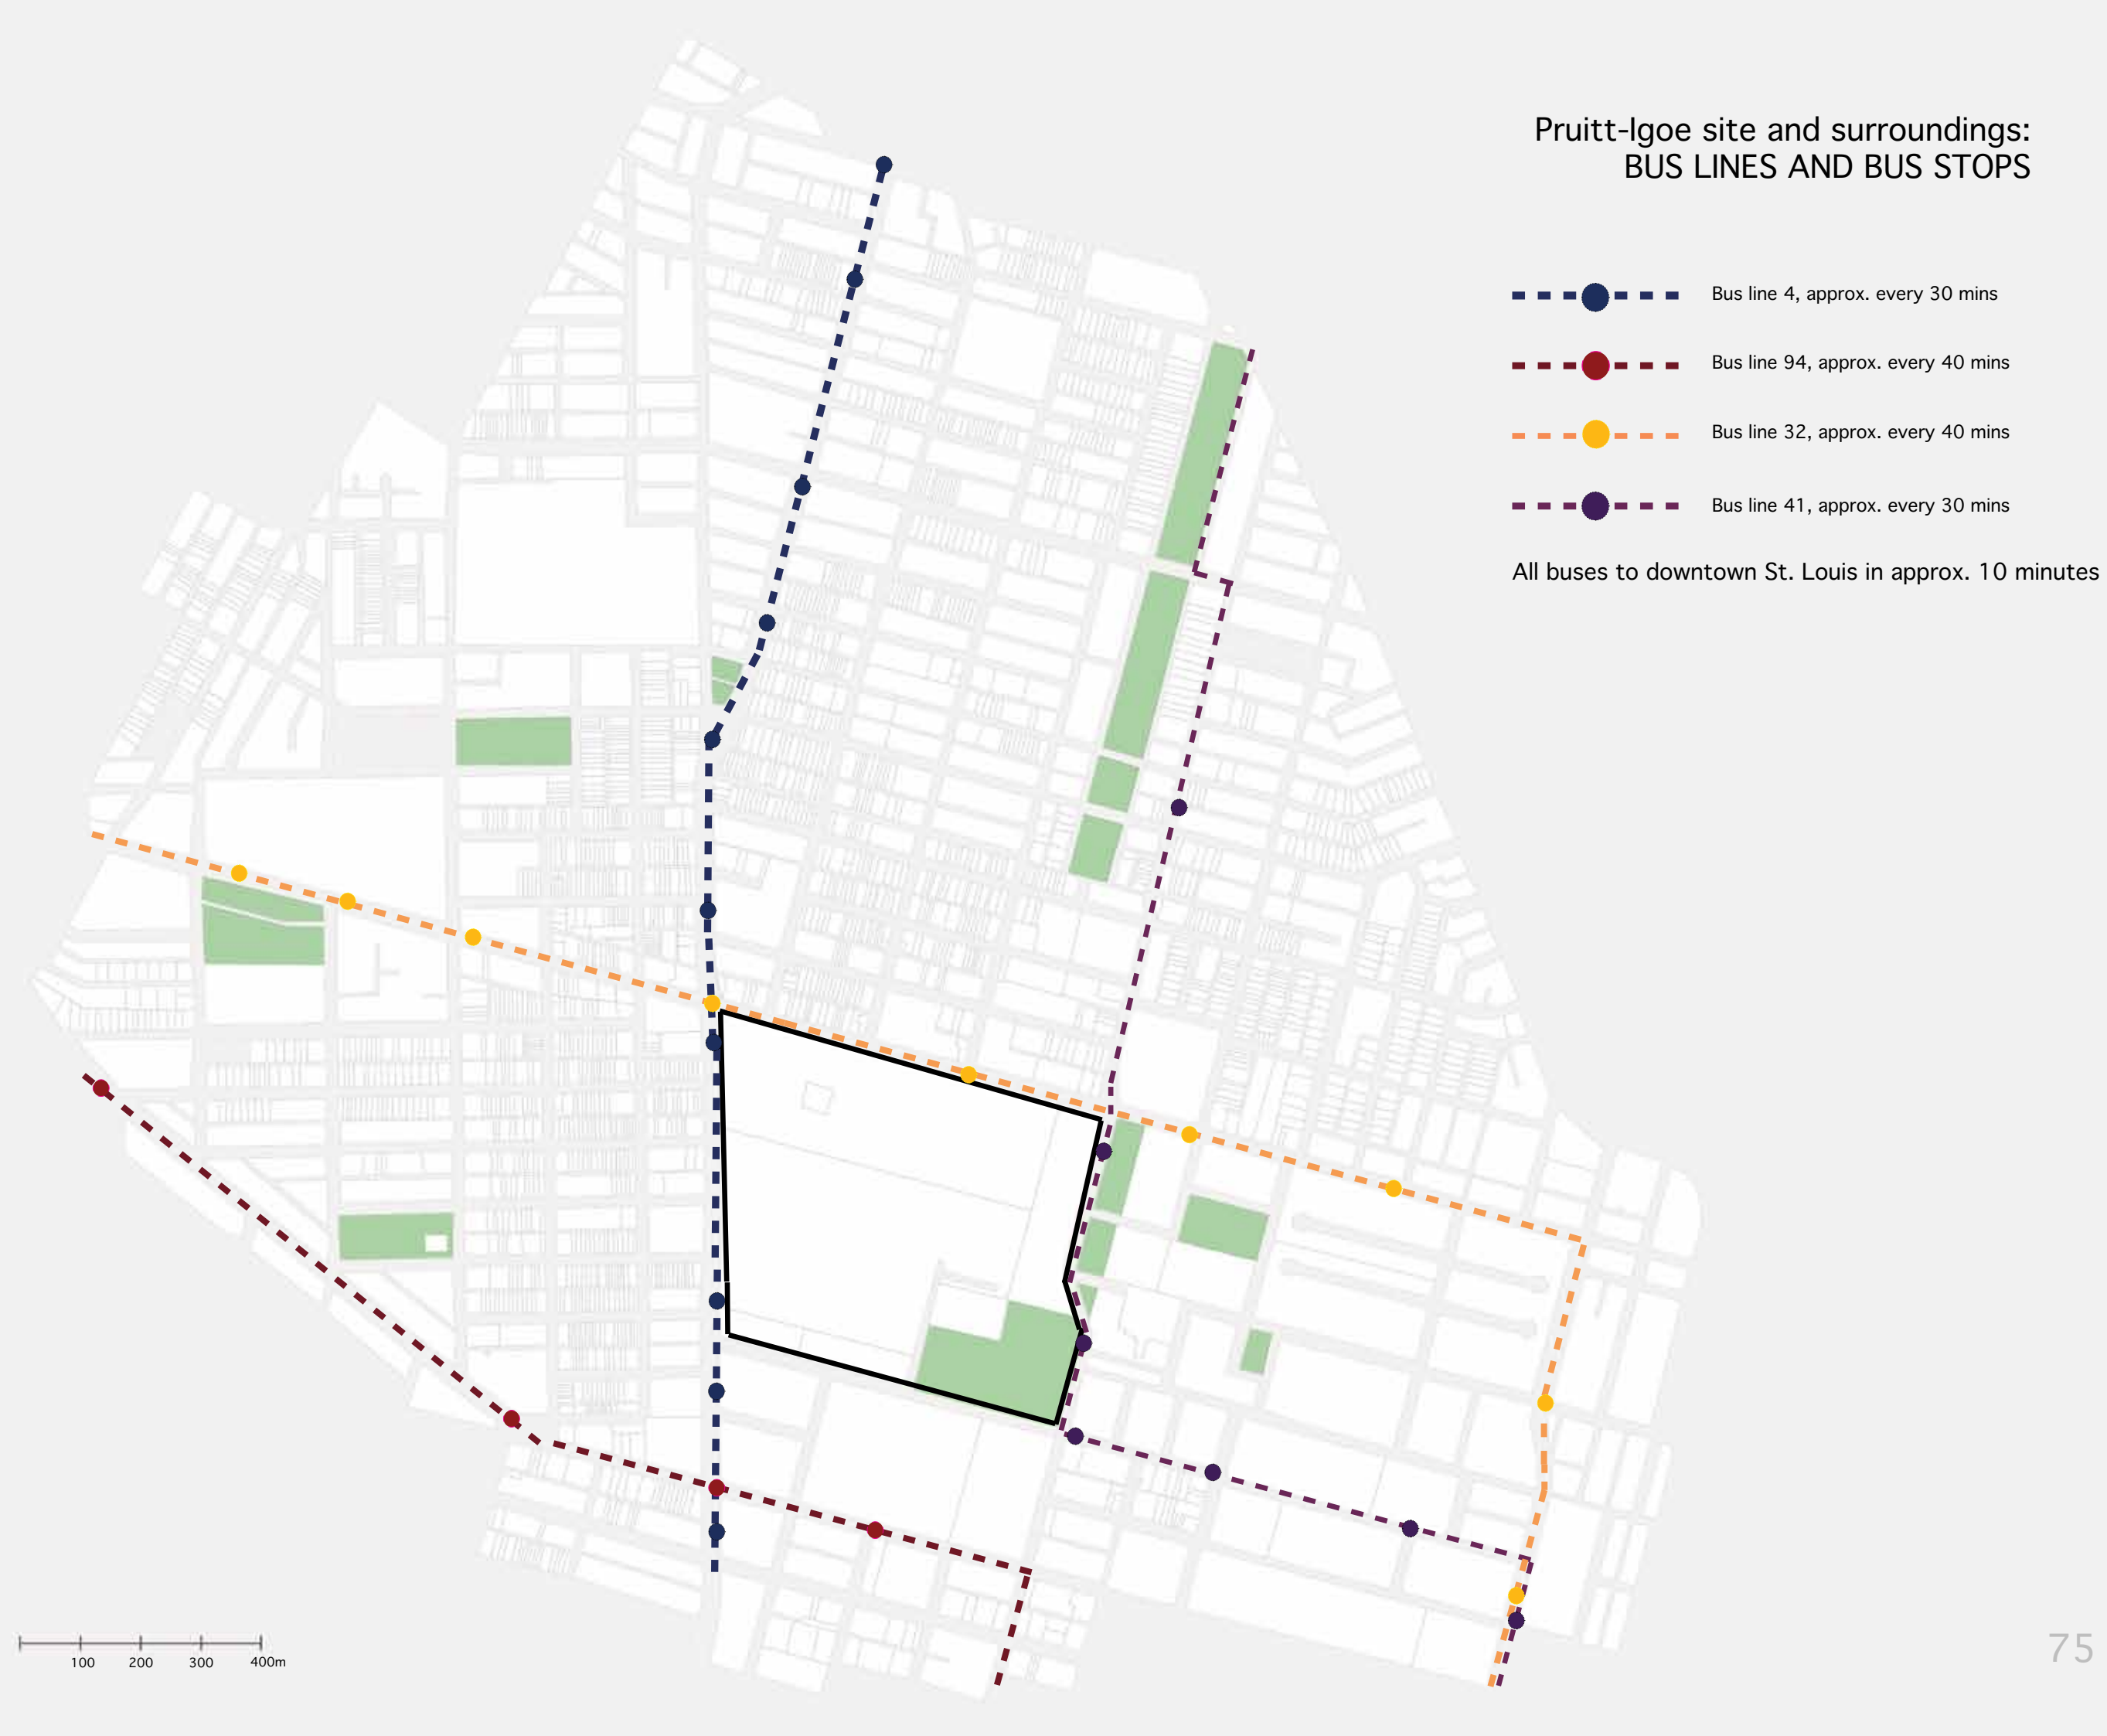 Pruitt-Igoe site and surroundings:
BUS LINES AND BUS STOPS
Bus line 4, approx. every 30 mins
Bus line 94, approx. every 40 mins
Bus line 32, approx. every 40 mins
Bus line 41, approx. every 30 mins
All buses to downtown St. Louis in approx. 10 minutes
100 200 300 400m
75